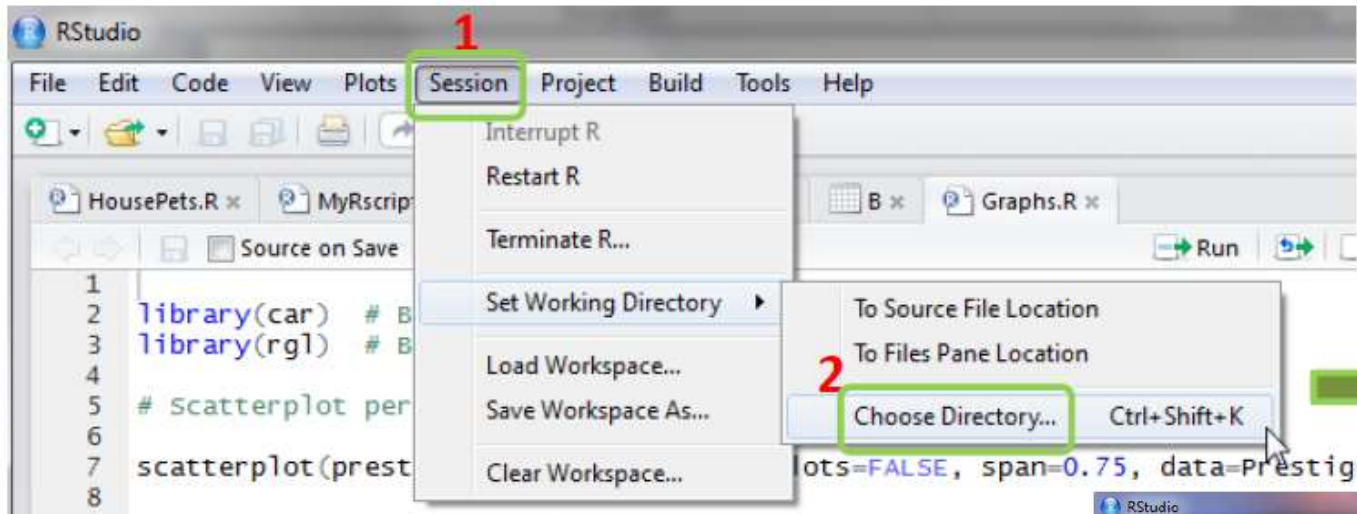 RStudio
1
File Edit Code View Plots Session Project Build Tools Help
Interrupt R
Restart R
HousePets.R MyRscrip B Graphs.R
Terminate R...
Source on Save Run
1
2 library(car) # B
Set Working Directory
To Source File Location
3 library(rgl) # B
To Files Pane Location
4
Load Workspace...
2
5 # Scatterplot per
Save Workspace As...
Choose Directory... Ctrl+Shift+K
6
7 scatterplot(prest ots=FALSE, span=0.75, data=Prestig
Clear Workspace...
8
RStudio